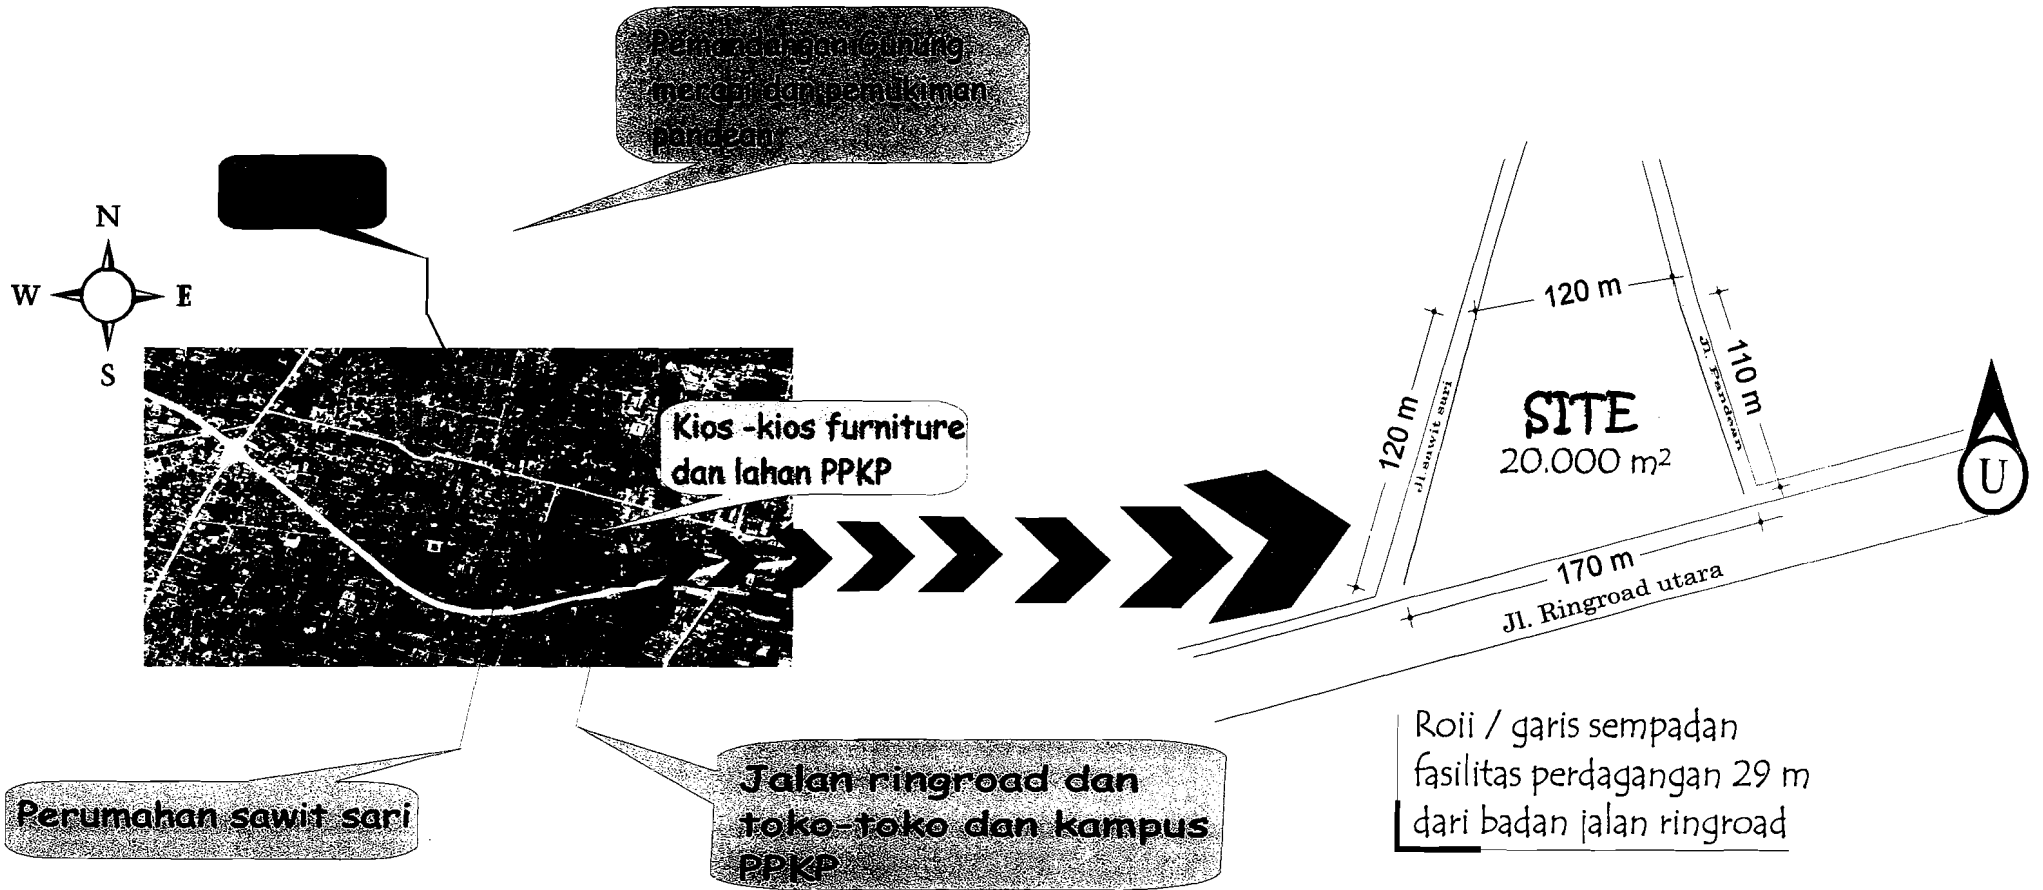 Pemandangan Gunung
merapi dan pemukiman
pandean
N
W
E
S
Kios -kios furniture
dan lahan PPKP
Perumahan sawit sari
Jalan ringroad dan
toko-toko dan kampus
PPKP
120 m
120 m
110 m
Jl. sawit sari
Jl. Pandean
SITE
20.000 m²
170 m
Jl. Ringroad utara
U
Roii / garis sempadan
fasilitas perdagangan 29 m
dari badan jalan ringroad